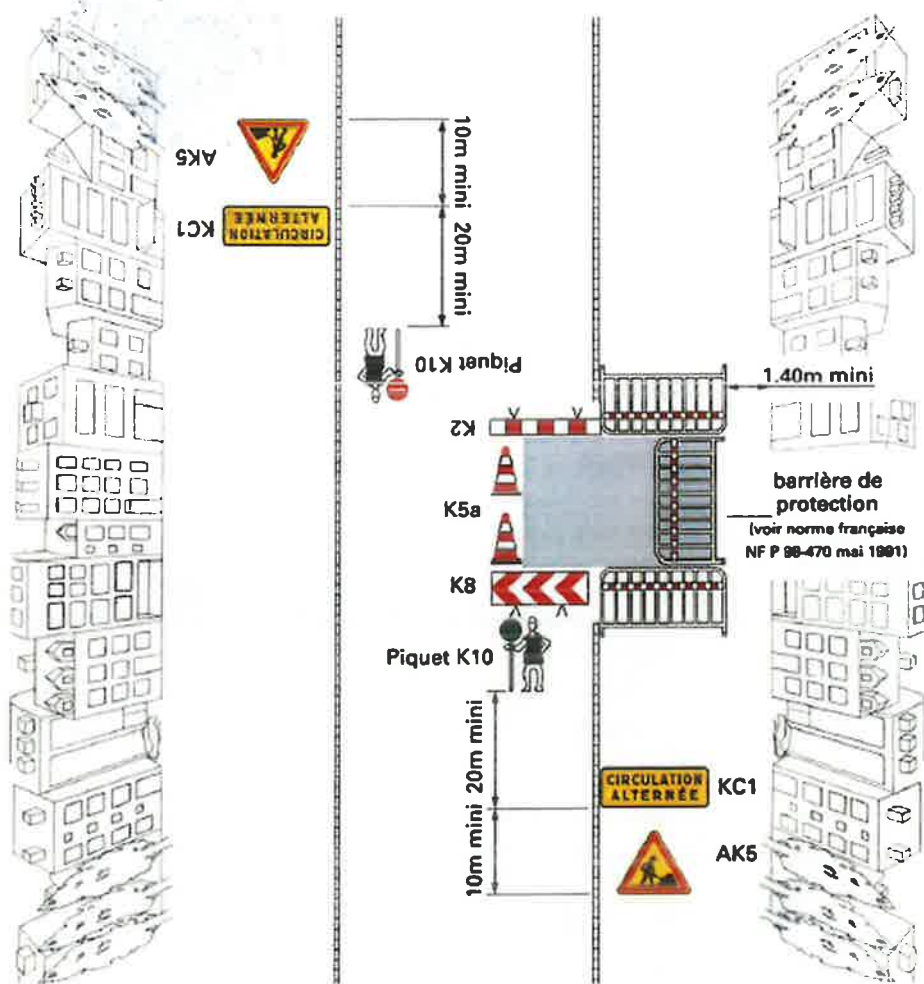 10m mini
AK5
CIRCULATION
ALTERNÉE
KC1
20m mini
Piquet K10
1.40m mini
K2
K5a
barrière de
protection
(voir norme française
NF P 98-470 mai 1991)
K8
Piquet K10
20m mini
CIRCULATION
ALTERNÉE
KC1
10m mini
AK5